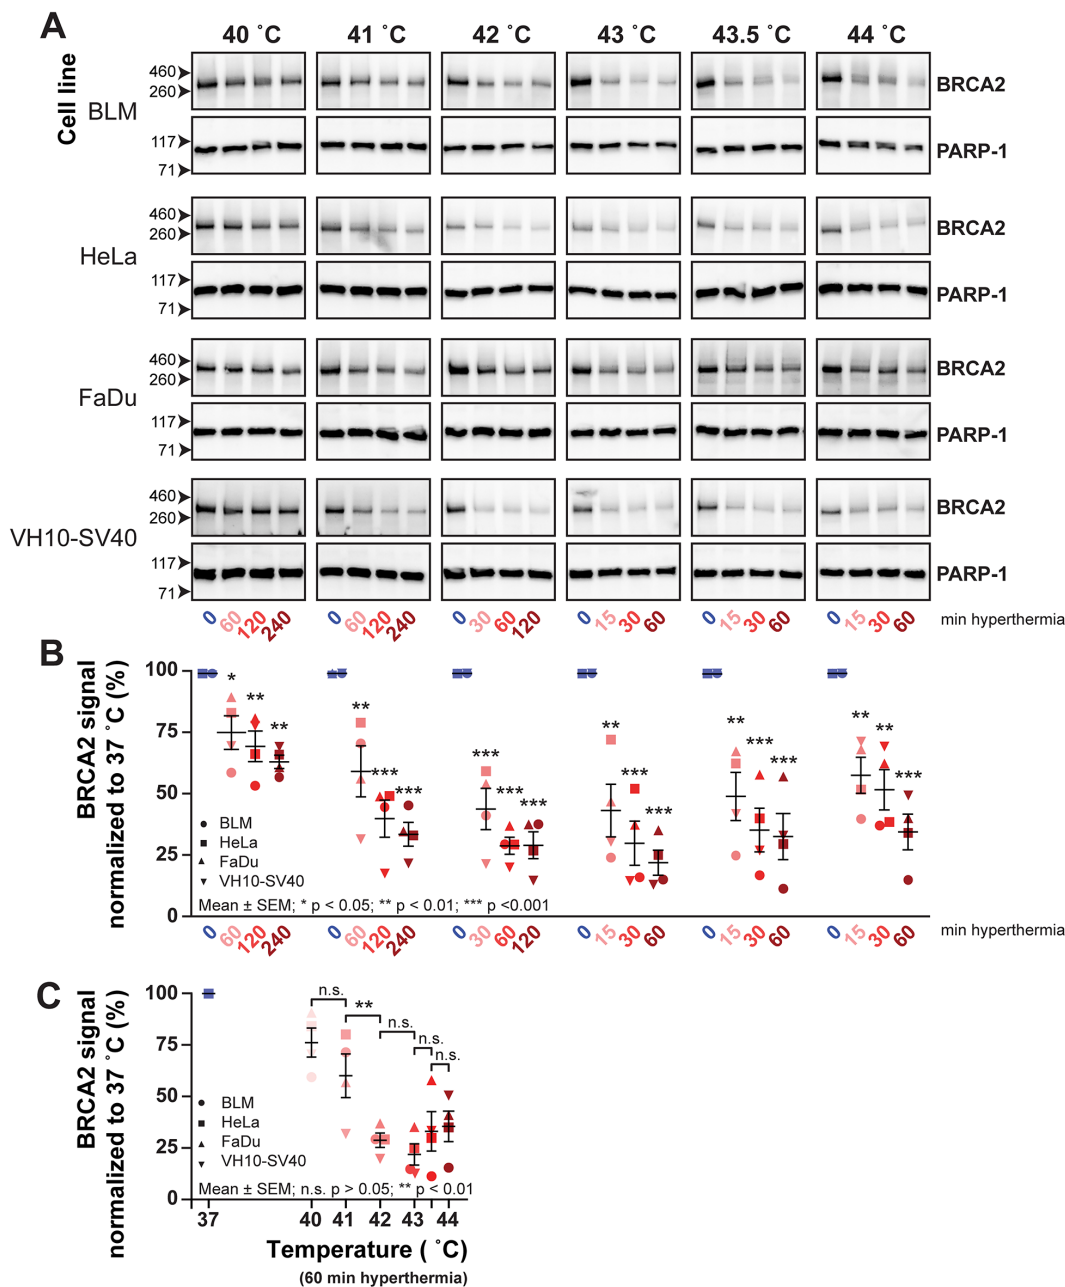 A
40 ˚C 41 ˚C 42 ˚C 43 ˚C 43.5 ˚C 44 ˚C
Cell line
BLM
460
260
BRCA2
117
71
PARP-1
HeLa
460
260
BRCA2
117
71
PARP-1
FaDu
460
260
BRCA2
117
71
PARP-1
VH10-SV40
460
260
BRCA2
117
71
PARP-1
0 60 120 240 0 60 120 240 0 30 60 120 0 15 30 60 0 15 30 60 0 15 30 60 min hyperthermia
B
BRCA2 signal
normalized to 37 ˚C (%)
100
75
50
25
0
* ** **
** *** ***
*** *** ***
** *** ***
** *** ***
** ** ***
BLM
HeLa
FaDu
VH10-SV40
Mean ± SEM; * p < 0.05; ** p < 0.01; *** p <0.001
0 60 120 240 0 60 120 240 0 30 60 120 0 15 30 60 0 15 30 60 0 15 30 60 min hyperthermia
C
BRCA2 signal
normalized to 37 ˚C (%)
100
75
50
25
0
n.s.
**
n.s.
n.s.
n.s.
BLM
HeLa
FaDu
VH10-SV40
Mean ± SEM; n.s. p > 0.05; ** p < 0.01
37 40 41 42 43 44
Temperature ( ˚C)
(60 min hyperthermia)